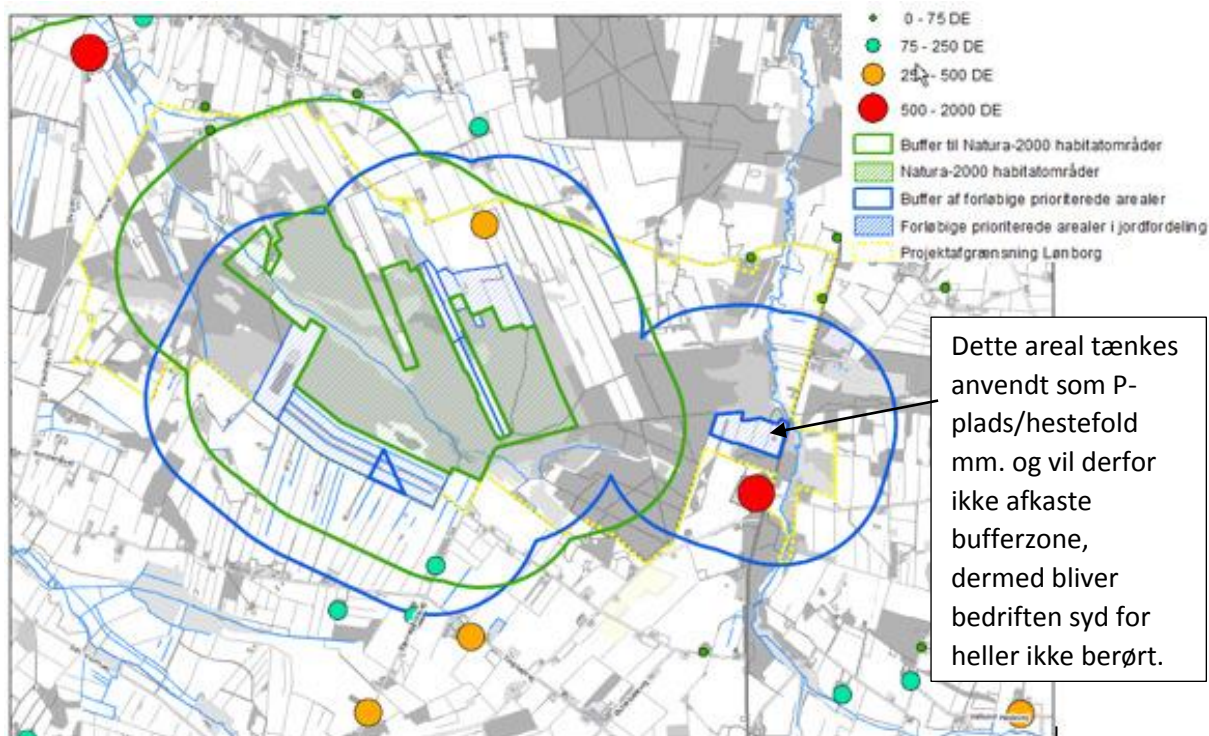 0 - 75 DE
75 - 250 DE
500 DE
500 - 2000 DE
Buffer til Natura-2000 habitatområder
Natura-2000 habitatområder
Buffer af forløbige prioriterede arealer
Forløbige prioriterede arealer i jordfordeling
Projektafgrænsning Lønborg
Dette areal tænkes
anvendt som P-
plads/hestefold
mm. og vil derfor
ikke afkaste
bufferzone,
dermed bliver
bedriften syd for
heller ikke berørt.